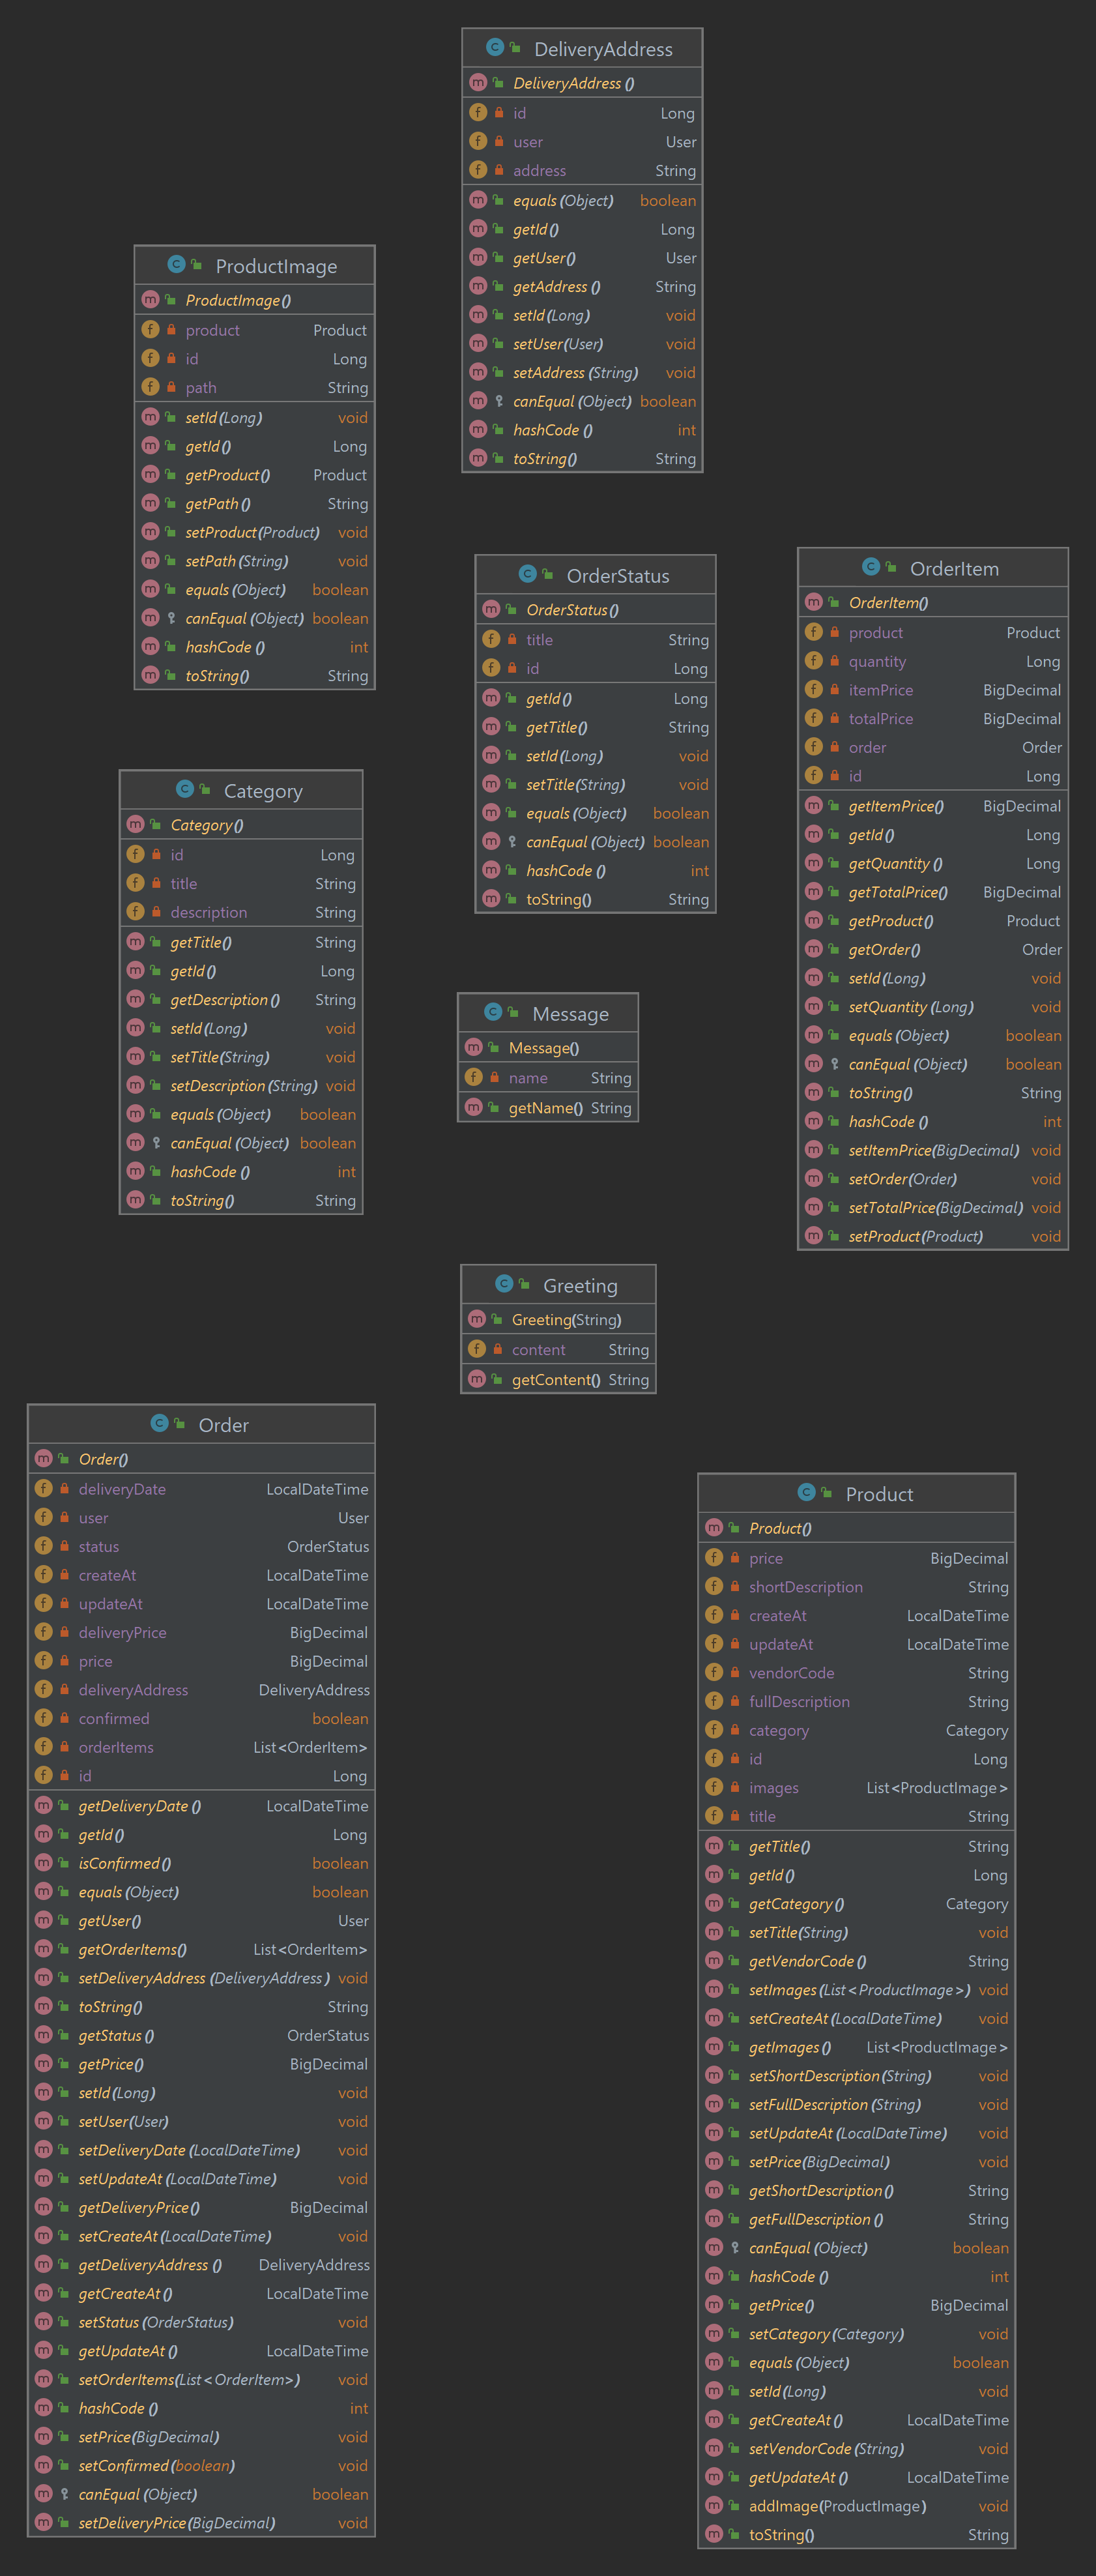 DeliveryAddress
DeliveryAddress()
id Long
user User
address String
equals(Object) boolean
getId() Long
getUser() User
getAddress() String
setId(Long) void
setUser(User) void
setAddress(String) void
canEqual(Object) boolean
hashCode() int
toString() String
ProductImage
ProductImage()
product Product
id Long
path String
setId(Long) void
getId() Long
getProduct() Product
getPath() String
setProduct(Product) void
setPath(String) void
equals(Object) boolean
canEqual(Object) boolean
hashCode() int
toString() String
OrderStatus
OrderStatus()
title String
id Long
getId() Long
getTitle() String
setId(Long) void
setTitle(String) void
equals(Object) boolean
canEqual(Object) boolean
hashCode() int
toString() String
OrderItem
OrderItem()
product Product
quantity Long
itemPrice BigDecimal
totalPrice BigDecimal
order Order
id Long
getItemPrice() BigDecimal
getId() Long
getQuantity() Long
getTotalPrice() BigDecimal
getProduct() Product
getOrder() Order
setId(Long) void
setQuantity(Long) void
equals(Object) boolean
canEqual(Object) boolean
toString() String
hashCode() int
setItemPrice(BigDecimal) void
setOrder(Order) void
setTotalPrice(BigDecimal) void
setProduct(Product) void
Category
Category()
id Long
title String
description String
getTitle() String
getId() Long
getDescription() String
setId(Long) void
setTitle(String) void
setDescription(String) void
equals(Object) boolean
canEqual(Object) boolean
hashCode() int
toString() String
Message
Message()
name String
getName() String
Greeting
Greeting(String)
content String
getContent() String
Order
Order()
deliveryDate LocalDateTime
user User
status OrderStatus
createAt LocalDateTime
updateAt LocalDateTime
deliveryPrice BigDecimal
price BigDecimal
deliveryAddress DeliveryAddress
confirmed boolean
orderItems List<OrderItem>
id Long
getDeliveryDate() LocalDateTime
getId() Long
isConfirmed() boolean
equals(Object) boolean
getUser() User
getOrderItems() List<OrderItem>
setDeliveryAddress(DeliveryAddress) void
toString() String
getStatus() OrderStatus
getPrice() BigDecimal
setId(Long) void
setUser(User) void
setDeliveryDate(LocalDateTime) void
setUpdateAt(LocalDateTime) void
getDeliveryPrice() BigDecimal
setCreateAt(LocalDateTime) void
getDeliveryAddress() DeliveryAddress
getCreateAt() LocalDateTime
setStatus(OrderStatus) void
getUpdateAt() LocalDateTime
setOrderItems(List<OrderItem>) void
hashCode() int
setPrice(BigDecimal) void
setConfirmed(boolean) void
canEqual(Object) boolean
setDeliveryPrice(BigDecimal) void
Product
Product()
price BigDecimal
shortDescription String
createAt LocalDateTime
updateAt LocalDateTime
vendorCode String
fullDescription String
category Category
id Long
images List<ProductImage>
title String
getTitle() String
getId() Long
getCategory() Category
setTitle(String) void
getVendorCode() String
setImages(List<ProductImage>) void
setCreateAt(LocalDateTime) void
getImages() List<ProductImage>
setShortDescription(String) void
setFullDescription(String) void
setUpdateAt(LocalDateTime) void
setPrice(BigDecimal) void
getShortDescription() String
getFullDescription() String
canEqual(Object) boolean
hashCode() int
getPrice() BigDecimal
setCategory(Category) void
equals(Object) boolean
setId(Long) void
getCreateAt() LocalDateTime
setVendorCode(String) void
getUpdateAt() LocalDateTime
addImage(ProductImage) void
toString() String